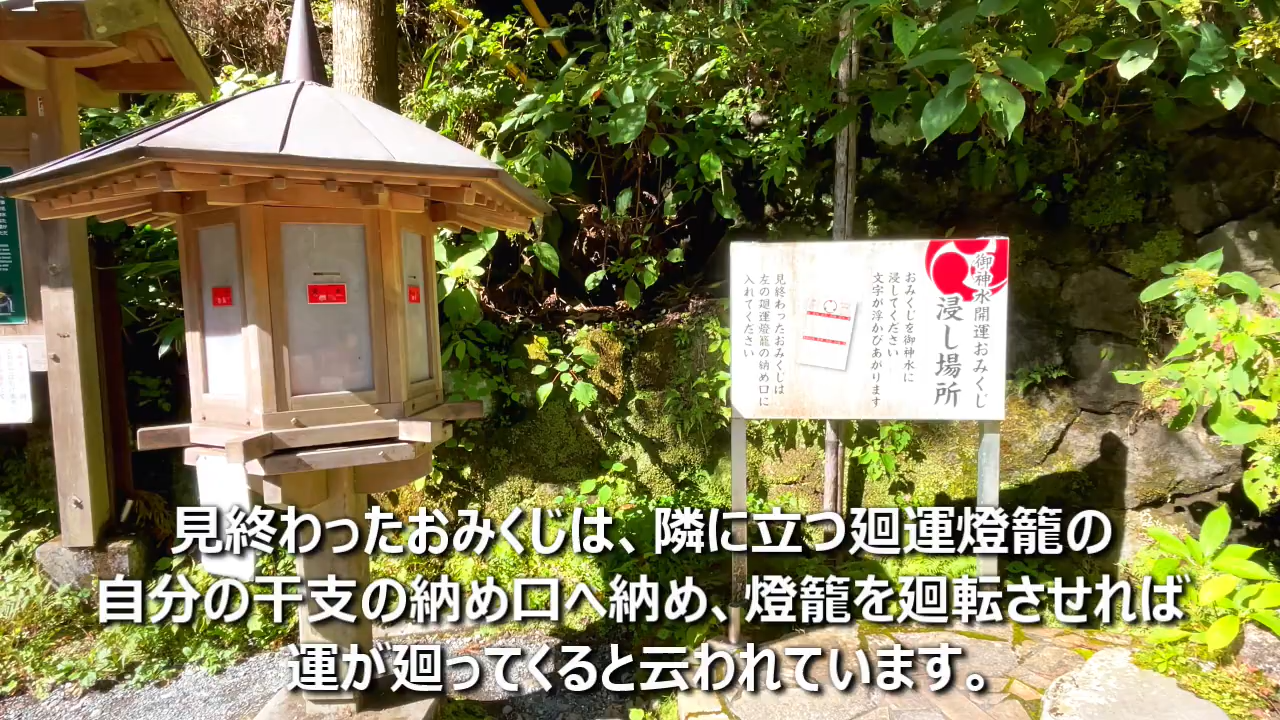 御神水開運おみくじ
浸し場所
おみくじを御神水に
浸してください
文字が浮かびあがります
見終わったおみくじは
左の廻運燈籠の納め口に
入れてください
見終わったおみくじは、隣に立つ廻運燈籠の
自分の干支の納め口へ納め、燈籠を廻転させれば
運が廻ってくると云われています。